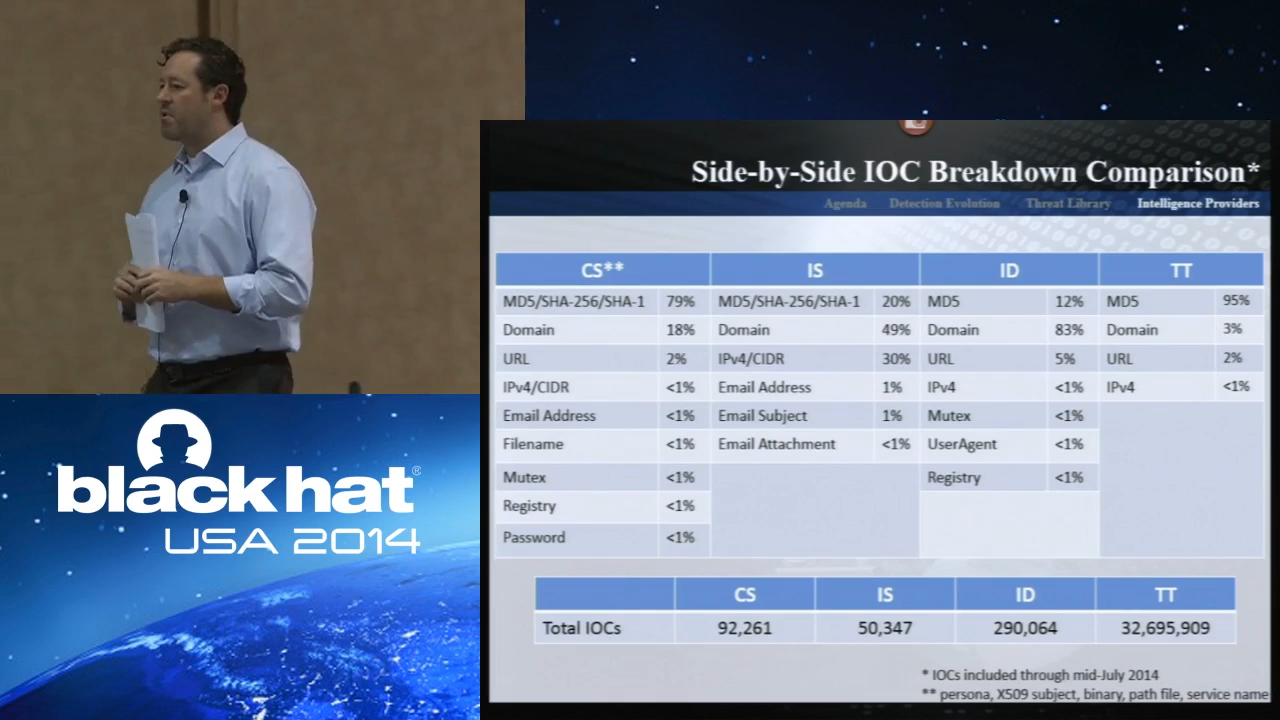 Side-by-Side IOC Breakdown Comparison*
Agenda Detection Evolution Threat Library Intelligence Providers
CS** IS ID TT
MD5/SHA-256/SHA-1 79% MD5/SHA-256/SHA-1 20% MD5 12% MD5 95%
Domain 18% Domain 49% Domain 83% Domain 3%
URL 2% IPv4/CIDR 30% URL 5% URL 2%
IPv4/CIDR <1% Email Address 1% IPv4 <1% IPv4 <1%
Email Address <1% Email Subject 1% Mutex <1%
Filename <1% Email Attachment <1% UserAgent <1%
Mutex <1% Registry <1%
Registry <1%
Password <1%
CS IS ID TT
Total IOCs 92,261 50,347 290,064 32,695,909
* IOCs included through mid-July 2014
** persona, X509 subject, binary, path file, service name
black hat®
USA 2014